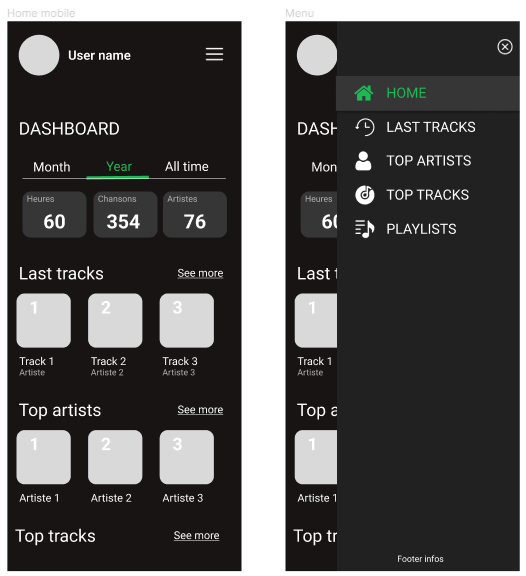 Home mobile
User name
DASHBOARD
Month Year All time
Heures Chansons Artistes
60 354 76
Last tracks See more
1 2 3
Track 1 Track 2 Track 3
Artiste Artiste 2 Artiste 3
Top artists See more
1 2 3
Artiste 1 Artiste 2 Artiste 3
Top tracks See more
Menu
DASH
Mon
Heures
6
Last t
1
Track 1
Artiste
Top a
1
Artiste 1
Top tr
HOME
LAST TRACKS
TOP ARTISTS
TOP TRACKS
PLAYLISTS
Footer infos